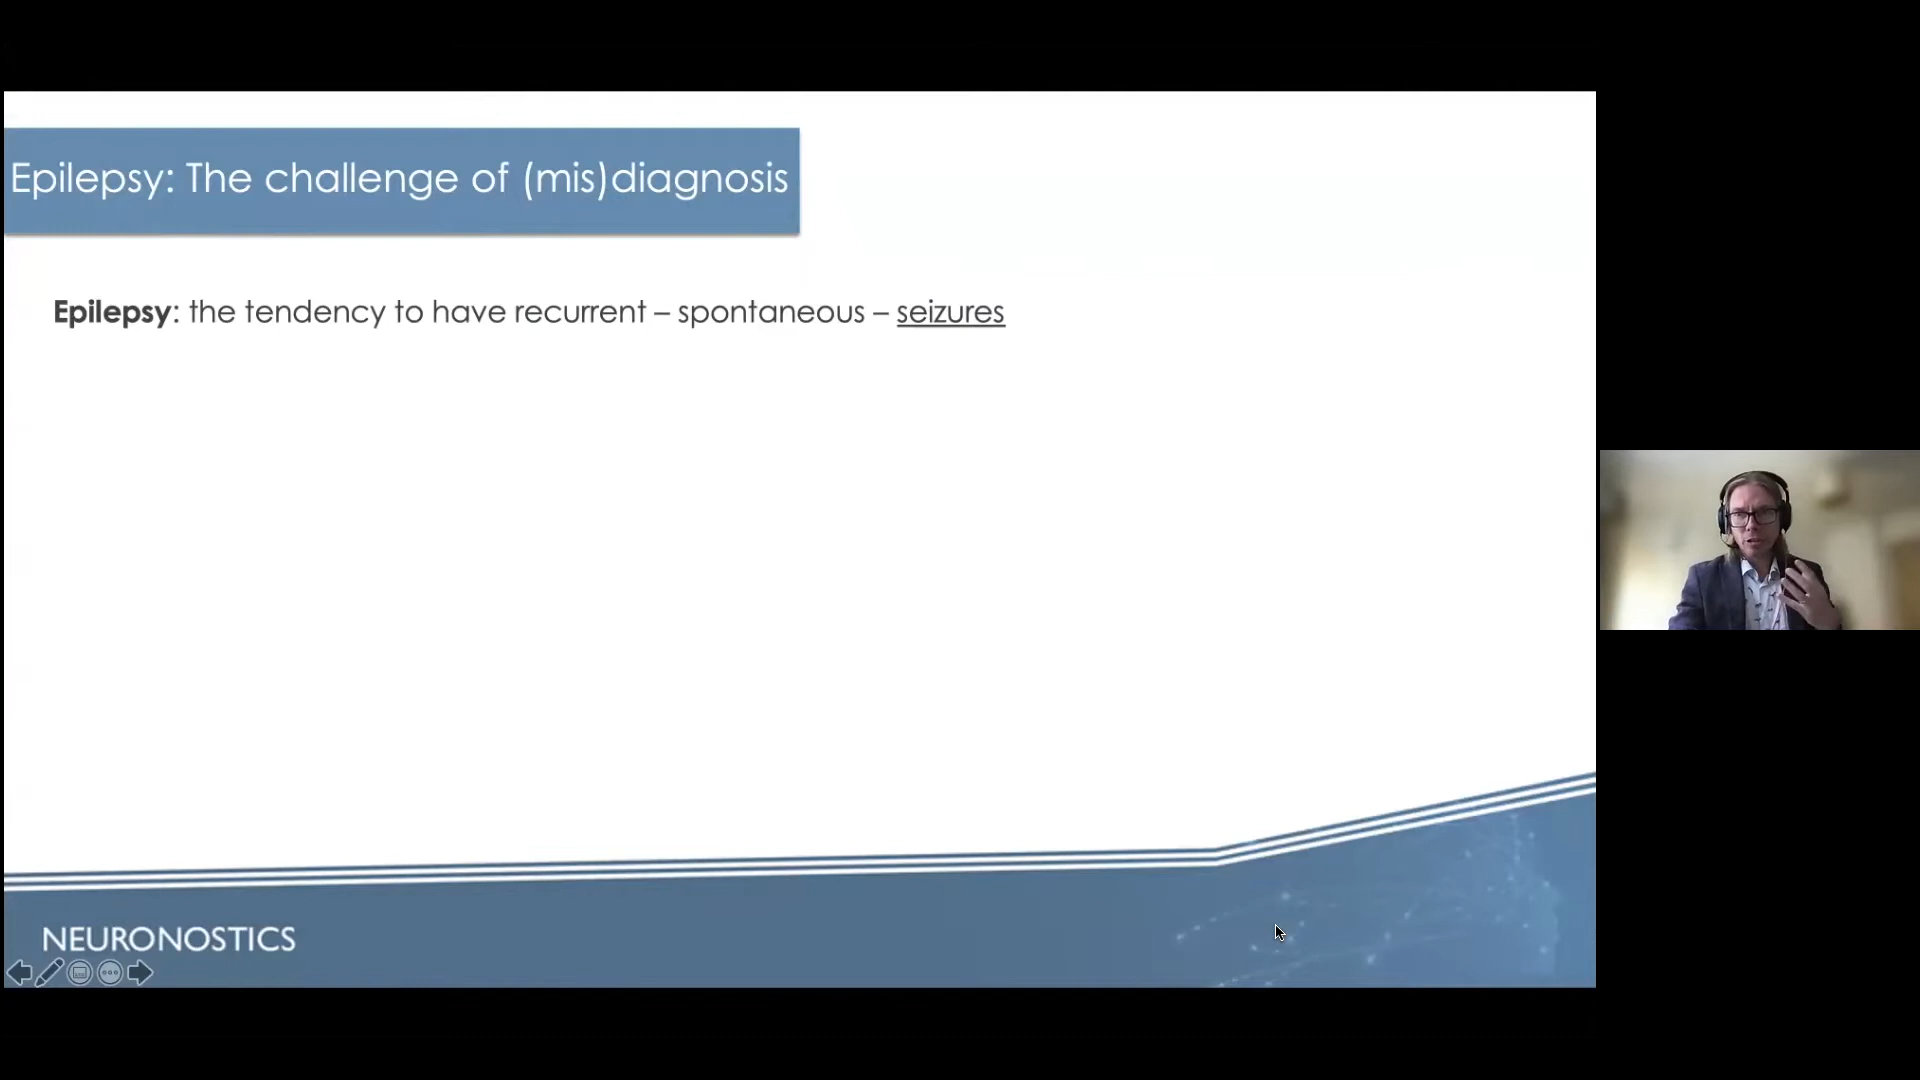 Epilepsy: The challenge of (mis)diagnosis
Epilepsy: the tendency to have recurrent – spontaneous – seizures
NEURONOSTICS